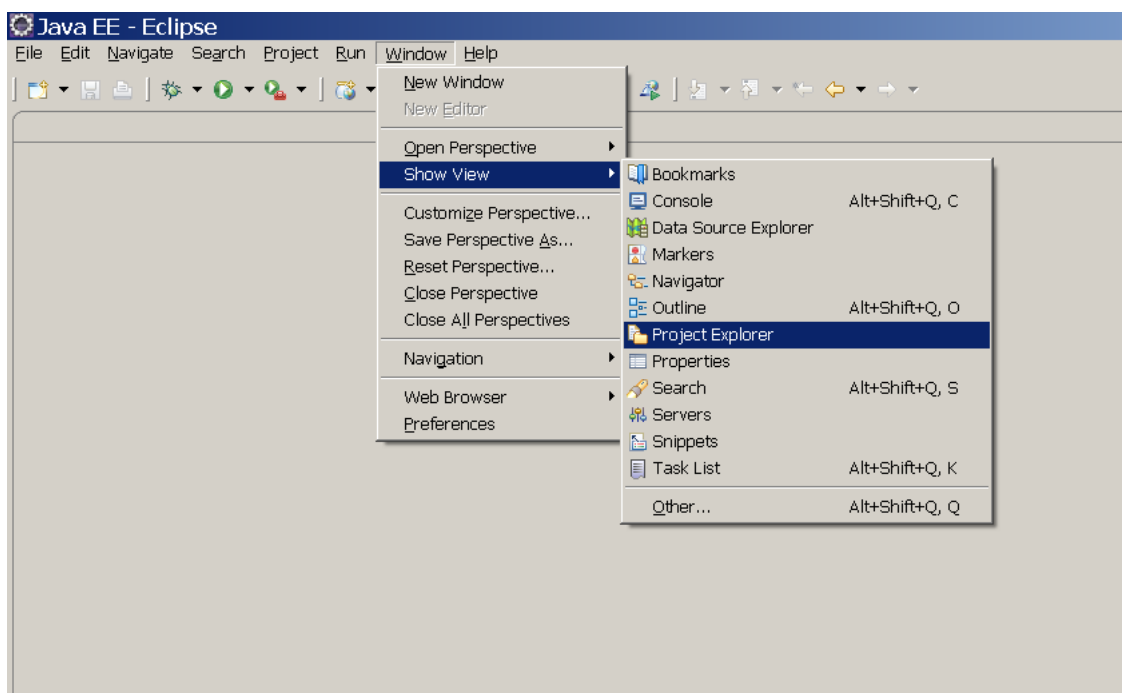 Java EE - Eclipse
File Edit Navigate Search Project Run Window Help
New Window
New Editor
Open Perspective
Show View
Customize Perspective...
Save Perspective As...
Reset Perspective...
Close Perspective
Close All Perspectives
Navigation
Web Browser
Preferences
Bookmarks
Console Alt+Shift+Q, C
Data Source Explorer
Markers
Navigator
Outline Alt+Shift+Q, O
Project Explorer
Properties
Search Alt+Shift+Q, S
Servers
Snippets
Task List Alt+Shift+Q, K
Other... Alt+Shift+Q, Q